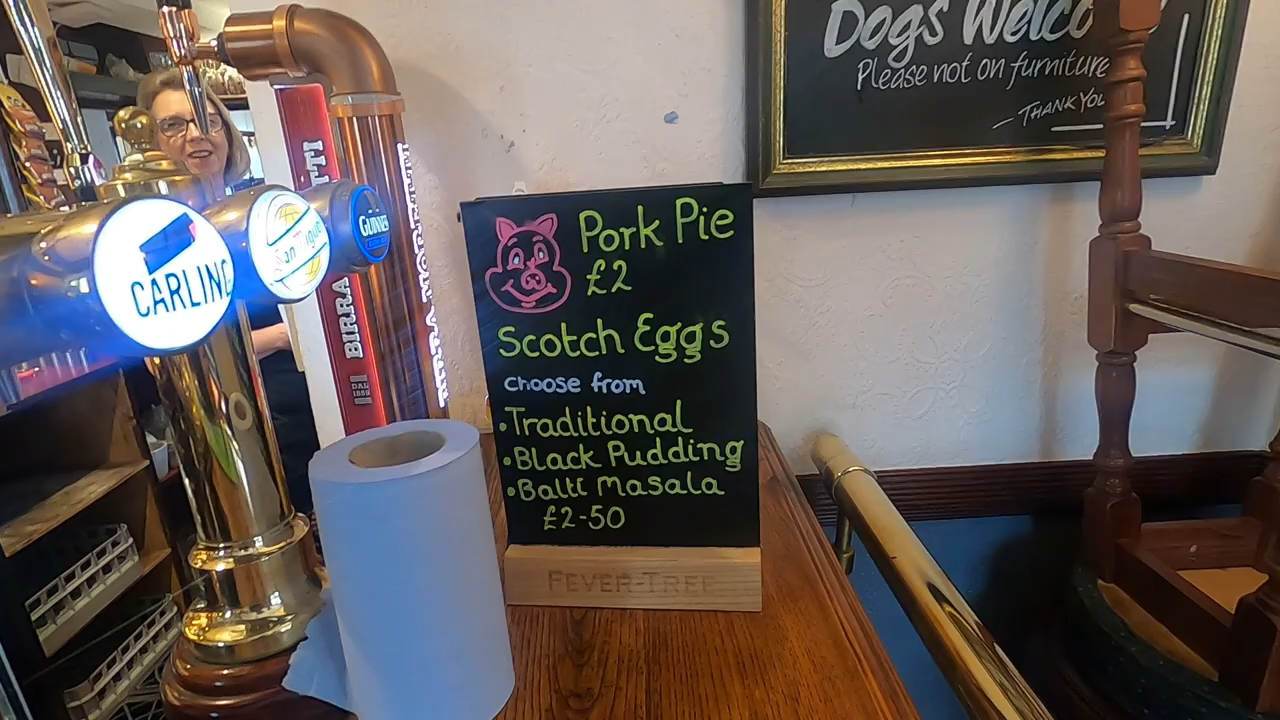 Dogs
Please not on furniture
THANK YOU
CARLING
San Miguel
GUINNESS
BIRRA
DAL
Pork Pie
£2
Scotch Eggs
choose from
•Traditional
•Black Pudding
•Balti Masala
£2-50
FEVER-TREE